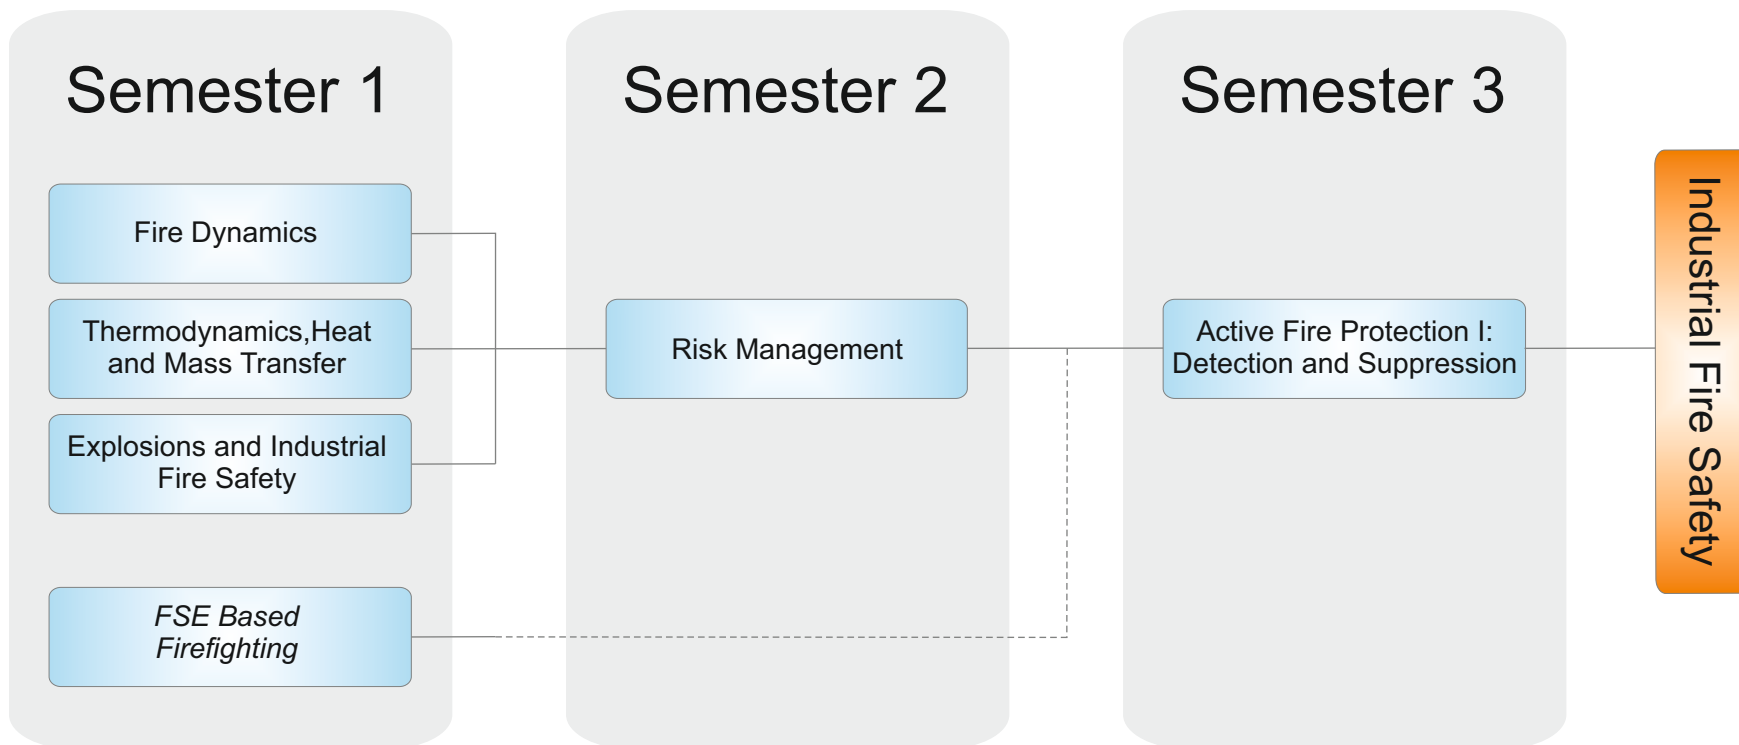 Semester 1
Fire Dynamics
Thermodynamics,Heat
and Mass Transfer
Explosions and Industrial
Fire Safety
FSE Based
Firefighting
Semester 2
Risk Management
Semester 3
Active Fire Protection I:
Detection and Suppression
Industrial Fire Safety